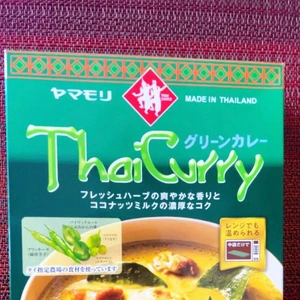 ヤマモリ
MADE IN THAILAND
グリーンカレー
Thai Curry
フレッシュハーブの爽やかな香りと
ココナッツミルクの濃厚なコク
レンジでも
温められる
タイ指定農場の食材を使っています